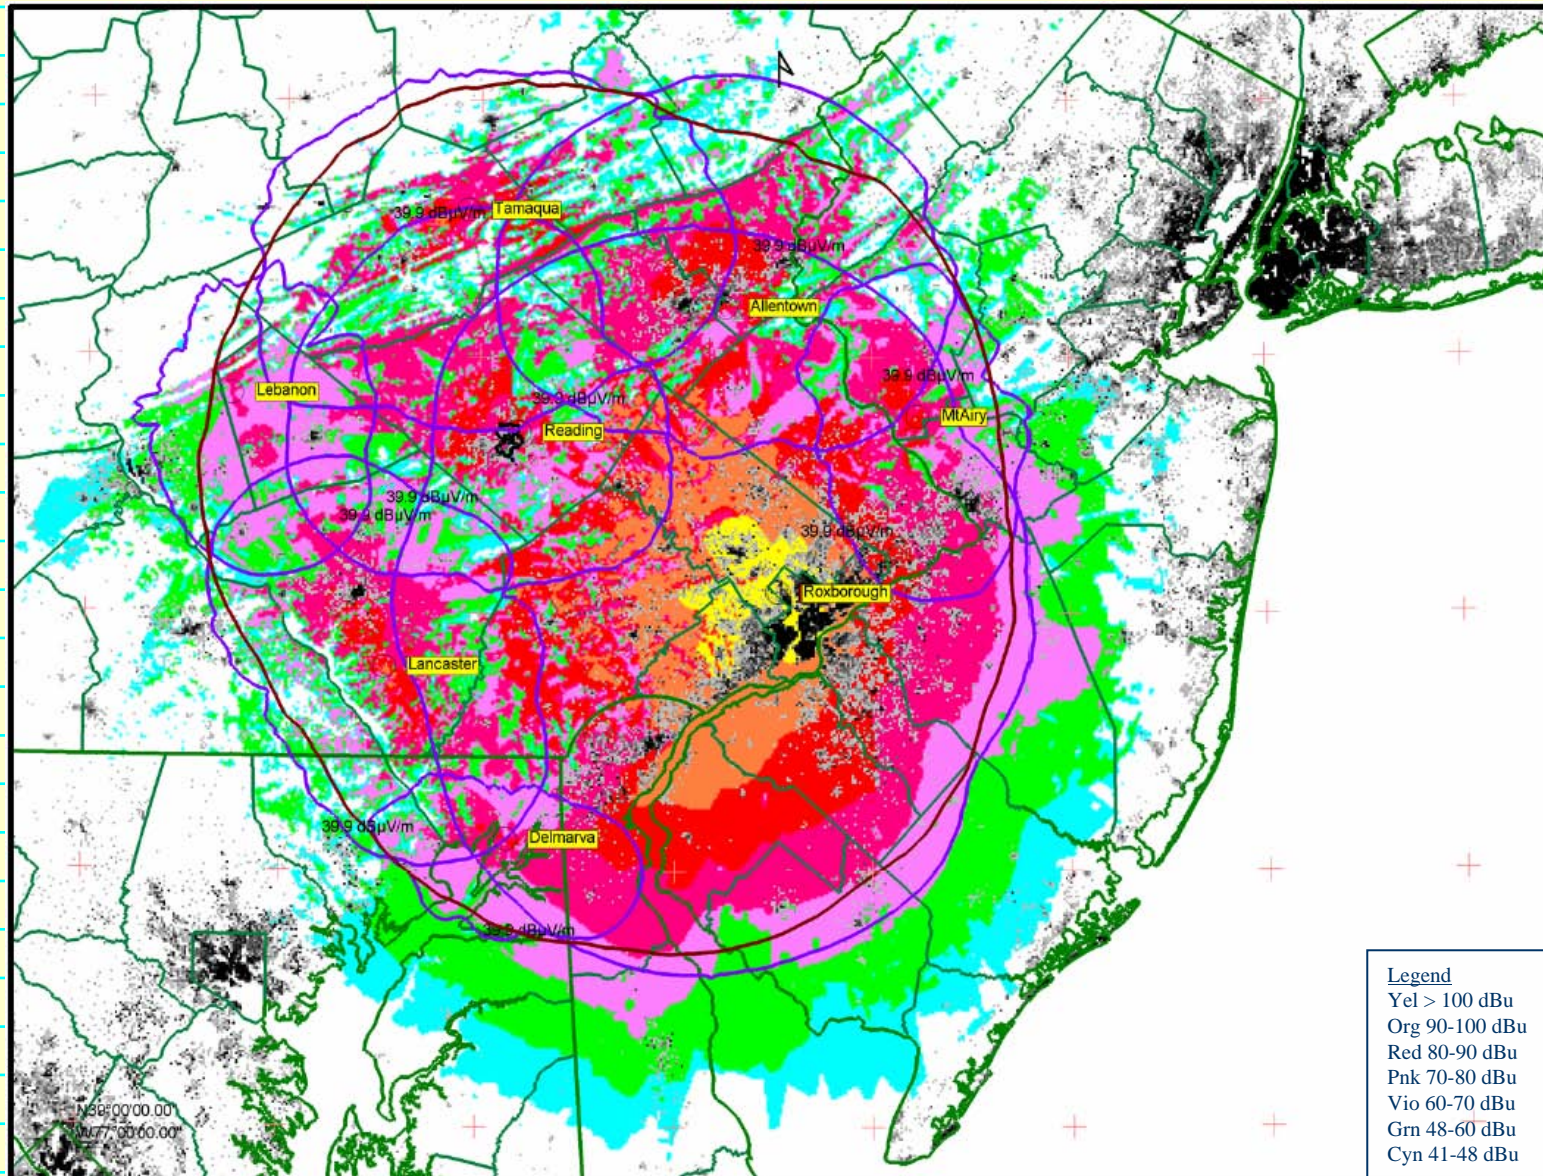 39.9 dBµV/m
Tamaqua
39.9 dBµV/m
Allentown
39.9 dBµV/m
Lebanon
39.9 dBµV/m
MtAiry
Reading
39.9 dBµV/m
39.9 dBµV/m
39.9 dBµV/m
Roxborough
Lancaster
39.9 dBµV/m
Delmarva
39.9 dBµV/m
Legend
Yel > 100 dBu
Org 90-100 dBu
Red 80-90 dBu
Pnk 70-80 dBu
Vio 60-70 dBu
Grn 48-60 dBu
Cyn 41-48 dBu
N39°00'00.00"
W77°00'00.00"